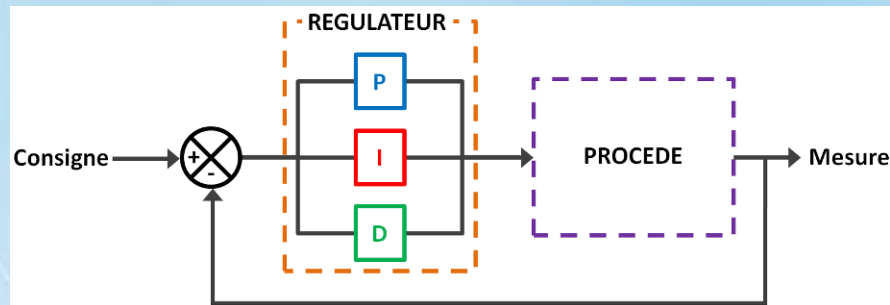 REGULATEUR
P
Consigne
+
-
I
PROCEDE
Mesure
D